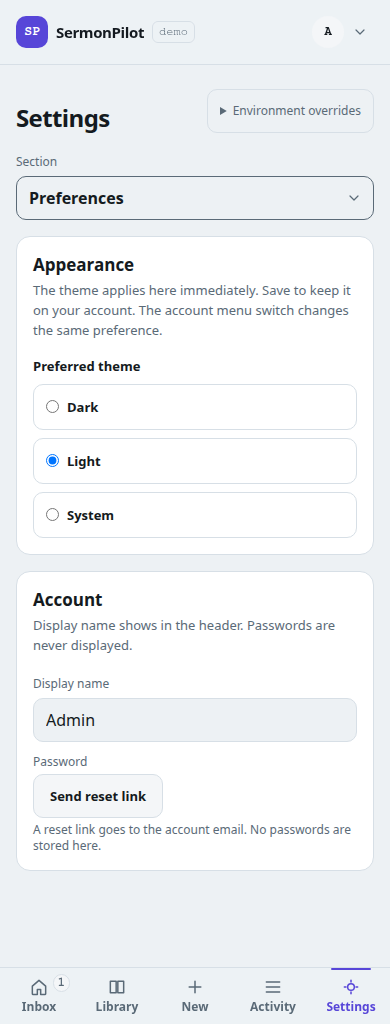 SP SermonPilot demo A
Settings
Environment overrides
Section
Preferences
Appearance
The theme applies here immediately. Save to keep it
on your account. The account menu switch changes
the same preference.
Preferred theme
Dark
Light
System
Account
Display name shows in the header. Passwords are
never displayed.
Display name
Admin
Password
Send reset link
A reset link goes to the account email. No passwords are
stored here.
1
Inbox Library New Activity Settings